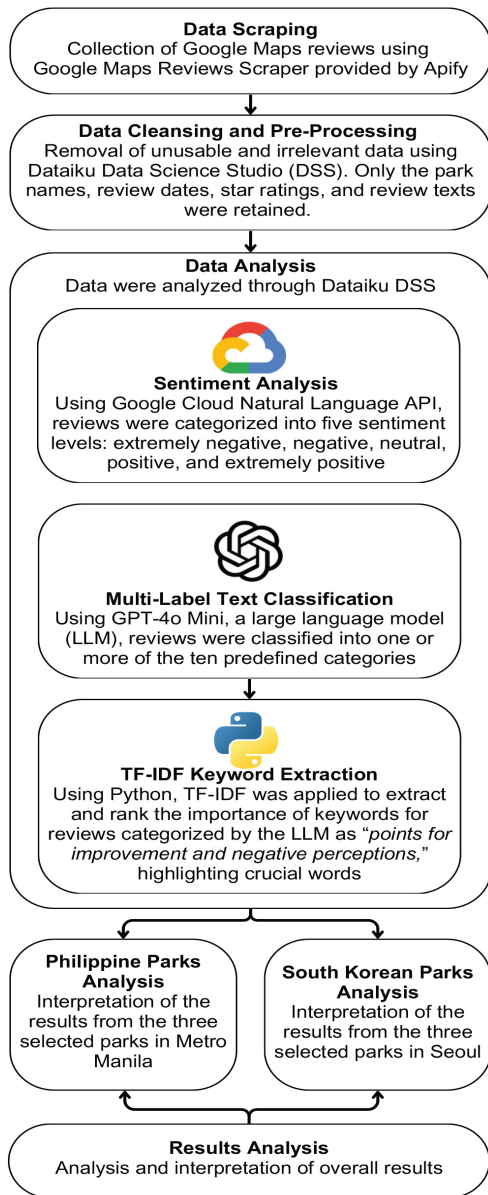 Data Scraping
Collection of Google Maps reviews using
Google Maps Reviews Scraper provided by Apify
Data Cleansing and Pre-Processing
Removal of unusable and irrelevant data using
Dataiku Data Science Studio (DSS). Only the park
names, review dates, star ratings, and review texts
were retained.
Data Analysis
Data were analyzed through Dataiku DSS
Sentiment Analysis
Using Google Cloud Natural Language API,
reviews were categorized into five sentiment
levels: extremely negative, negative, neutral,
positive, and extremely positive
Multi-Label Text Classification
Using GPT-4o Mini, a large language model
(LLM), reviews were classified into one or
more of the ten predefined categories
TF-IDF Keyword Extraction
Using Python, TF-IDF was applied to extract
and rank the importance of keywords for
reviews categorized by the LLM as “points for
improvement and negative perceptions,”
highlighting crucial words
Philippine Parks
Analysis
Interpretation of the
results from the three
selected parks in Metro
Manila
South Korean Parks
Analysis
Interpretation of the
results from the three
selected parks in Seoul
Results Analysis
Analysis and interpretation of overall results